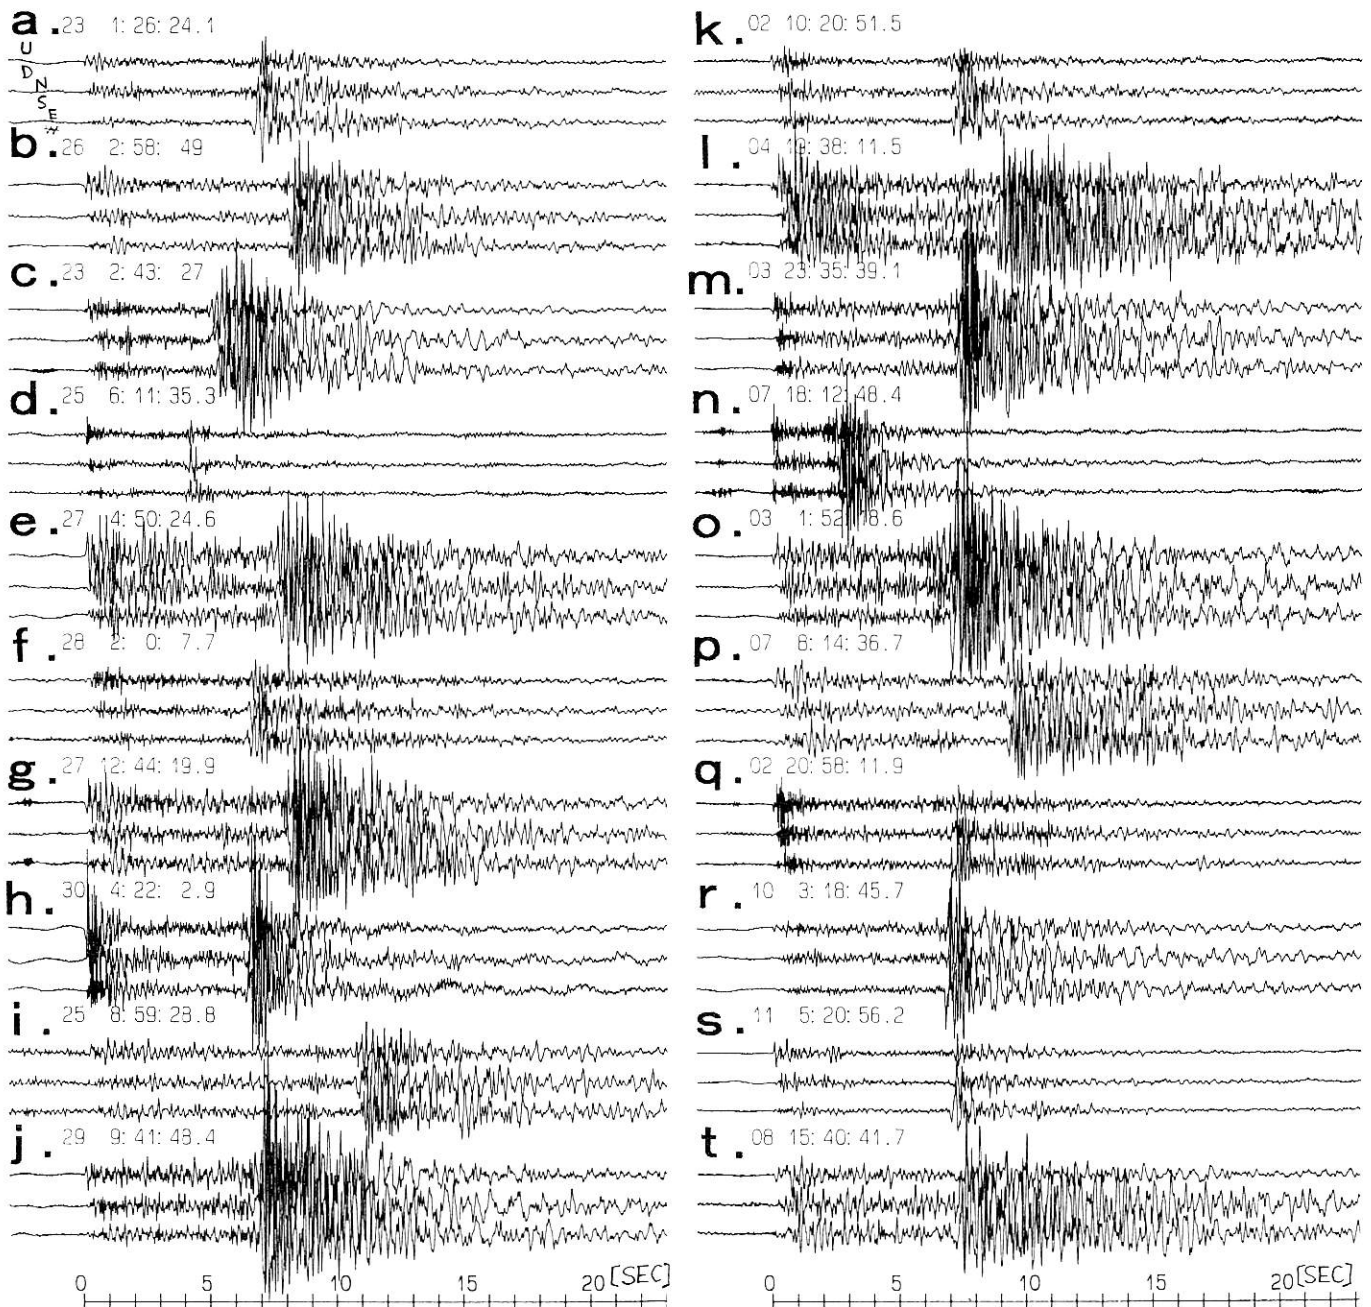 a. 23 1:26:24.1
U
D
N
S
E
b. 26 2:58: 49
c. 23 2:43: 27
d. 25 6:11:35.3
e. 27 4:50:24.6
f. 28 2: 0: 7.7
g. 27 12:44:19.9
h. 30 4:22: 2.9
i. 25 8:59:28.8
j. 29 9:41:48.4
0 5 10 15 20 [SEC]
k. 02 10:20:51.5
l. 04 19:38:11.5
m. 03 23:35:39.1
n. 07 18:12:48.4
o. 03 1:52:18.6
p. 07 8:14:36.7
q. 02 20:58:11.9
r. 10 3:18:45.7
s. 11 5:20:56.2
t. 08 15:40:41.7
0 5 10 15 20 [SEC]